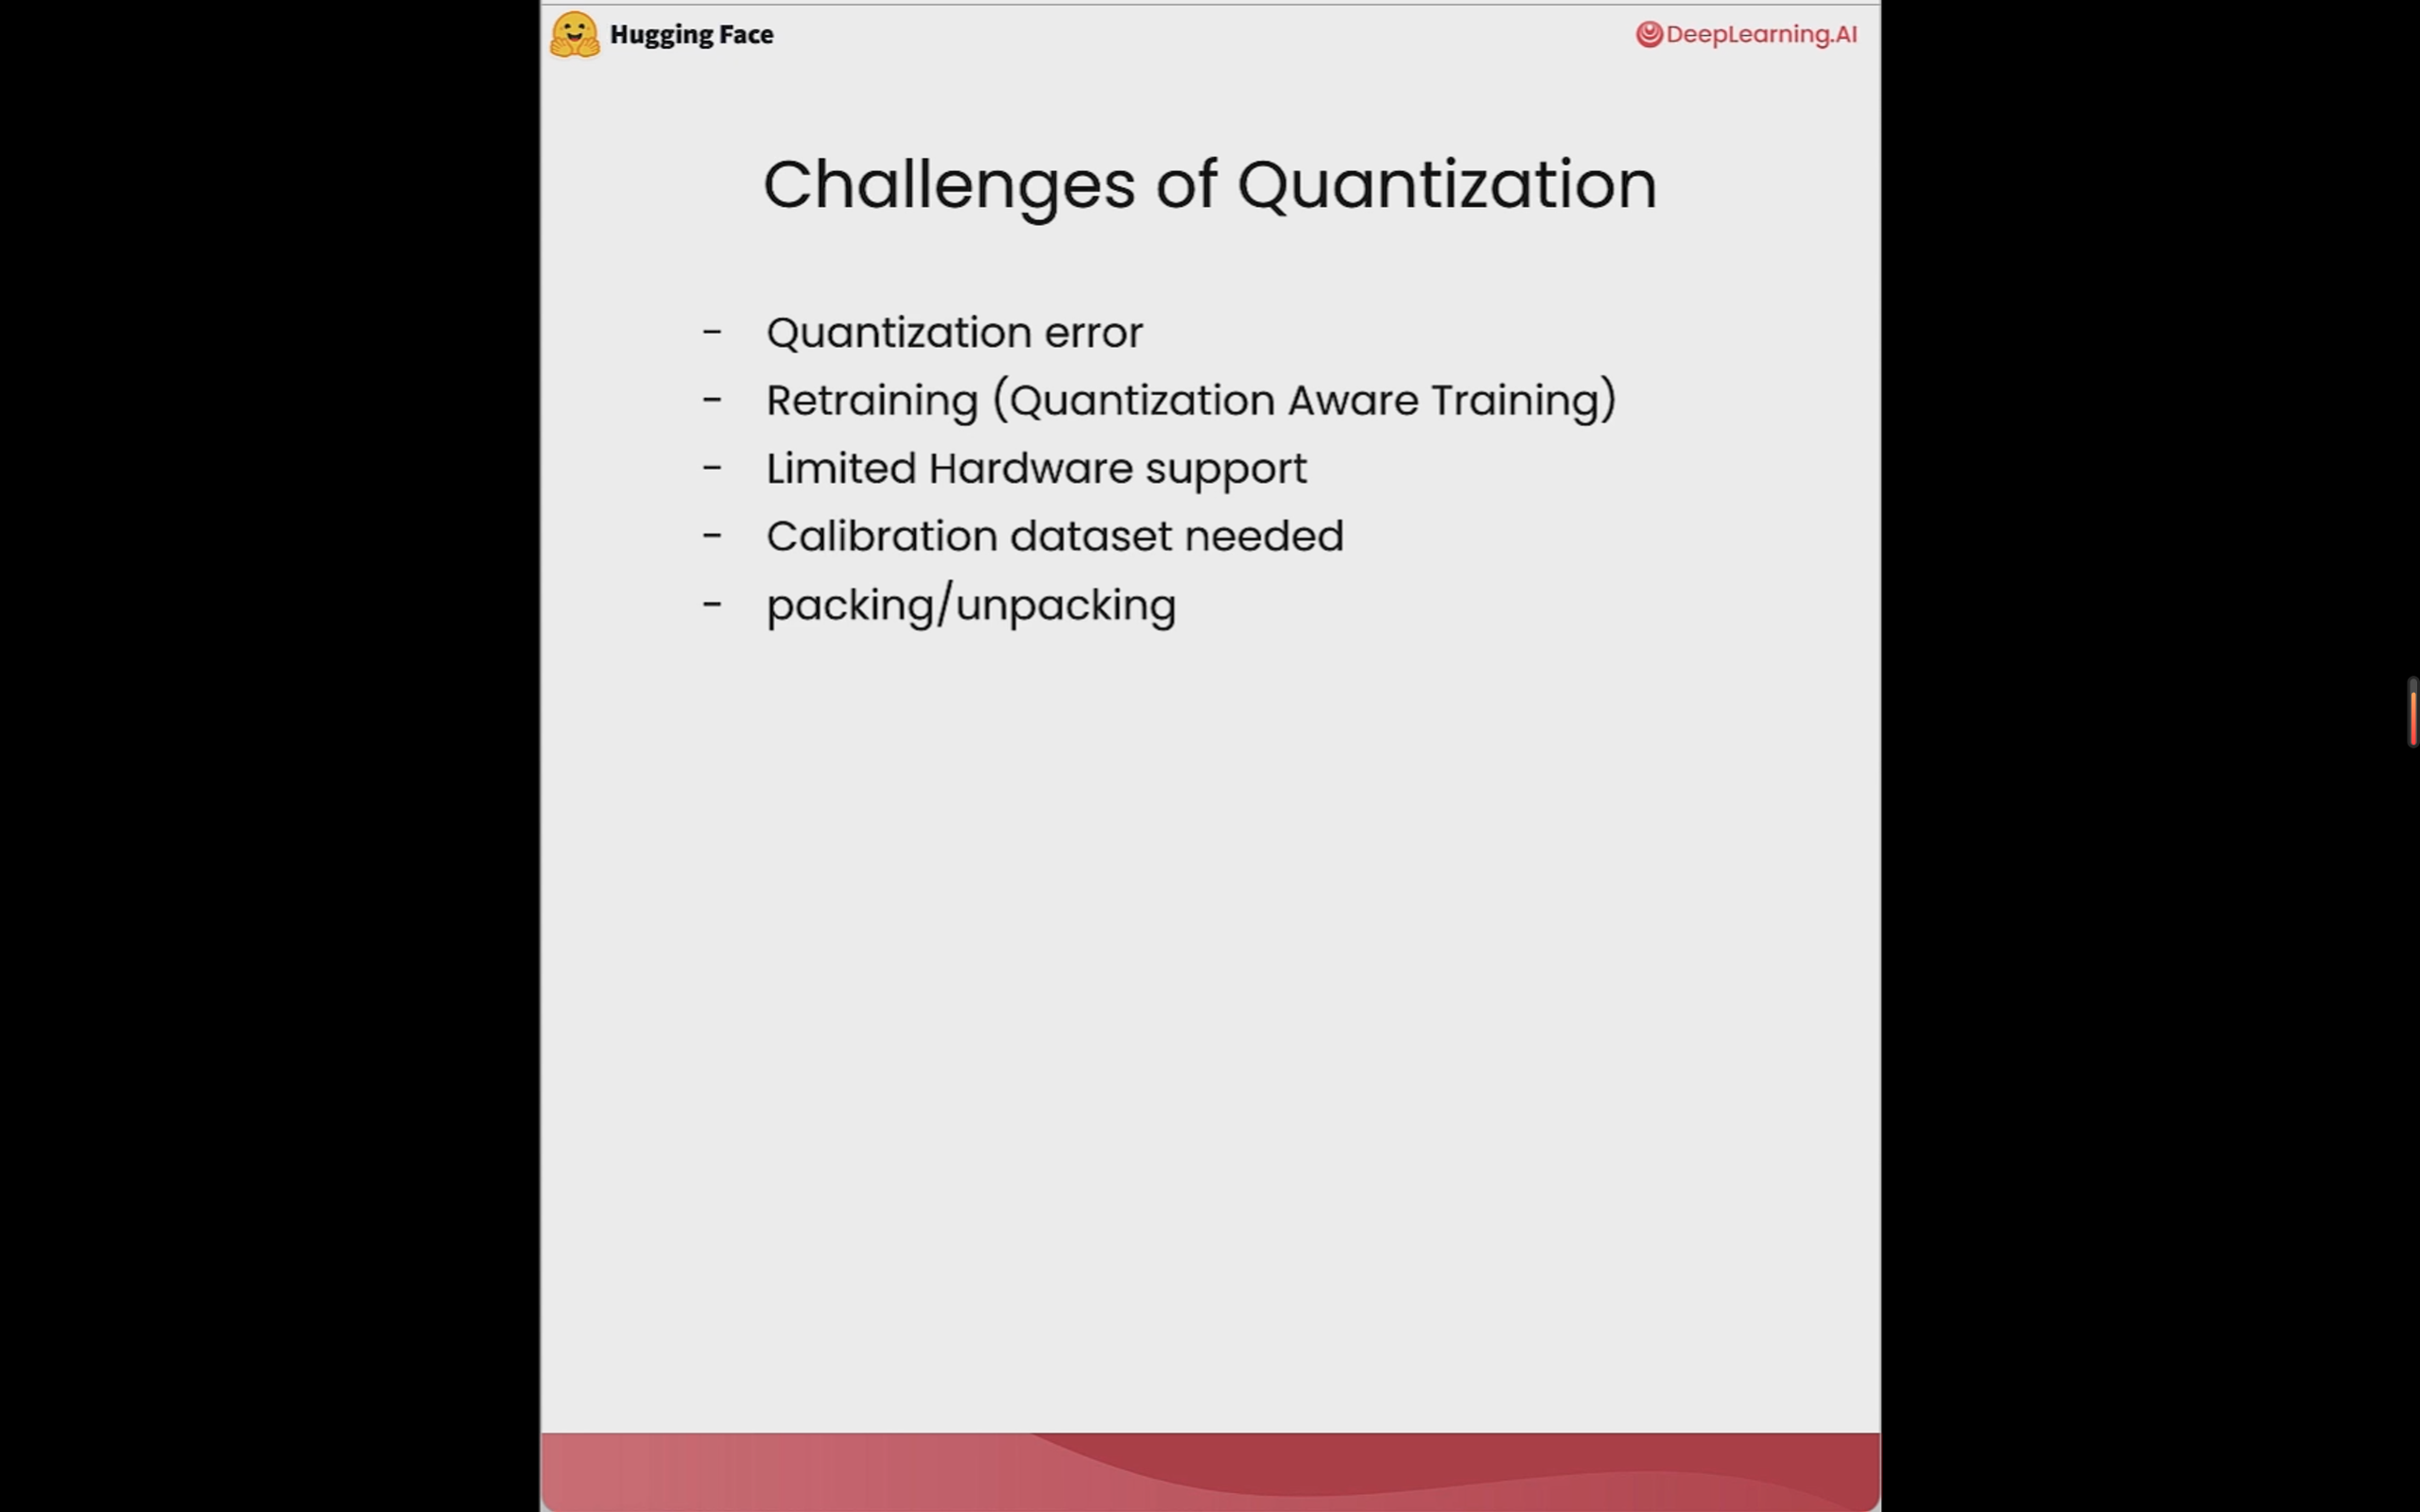 Hugging Face
DeepLearning.AI
Challenges of Quantization
- Quantization error
- Retraining (Quantization Aware Training)
- Limited Hardware support
- Calibration dataset needed
- packing/unpacking